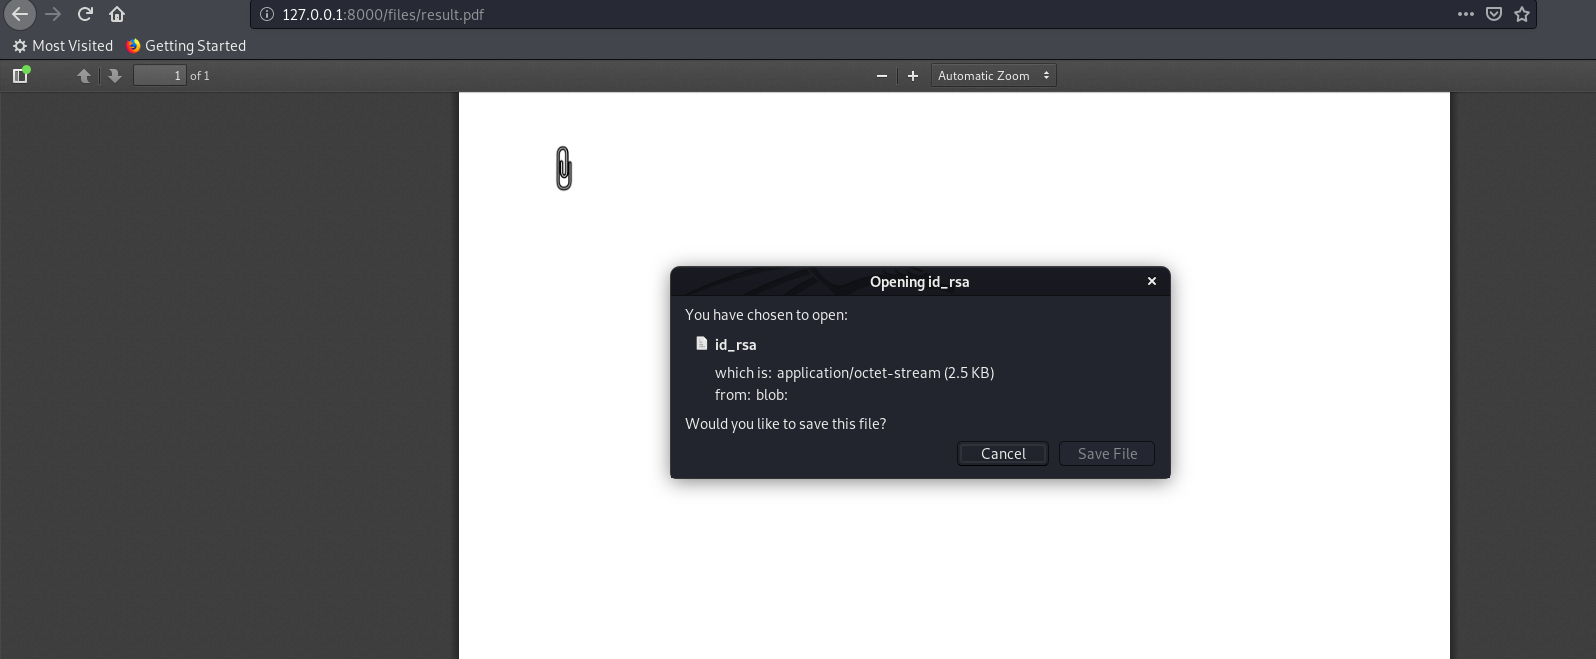 127.0.0.1:8000/files/result.pdf
Most Visited Getting Started
1 of 1 Automatic Zoom
Opening id_rsa
You have chosen to open:
id_rsa
which is: application/octet-stream (2.5 KB)
from: blob:
Would you like to save this file?
Cancel Save File